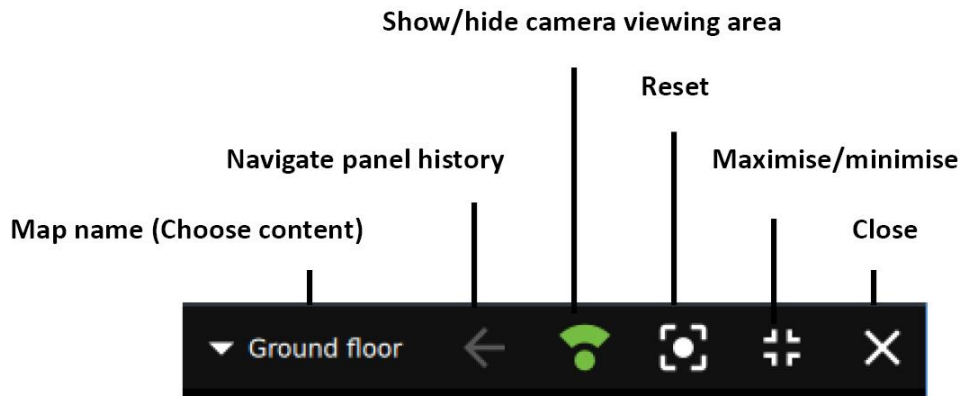 Show/hide camera viewing area
Reset
Navigate panel history
Maximise/minimise
Map name (Choose content)
Close
Ground floor